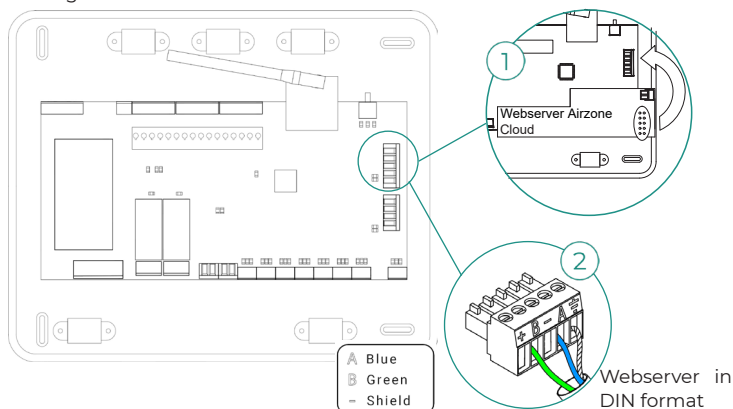 1
Webserver Airzone
Cloud
2
+ B - A
A Blue
B Green
- Shield
Webserver in
DIN format